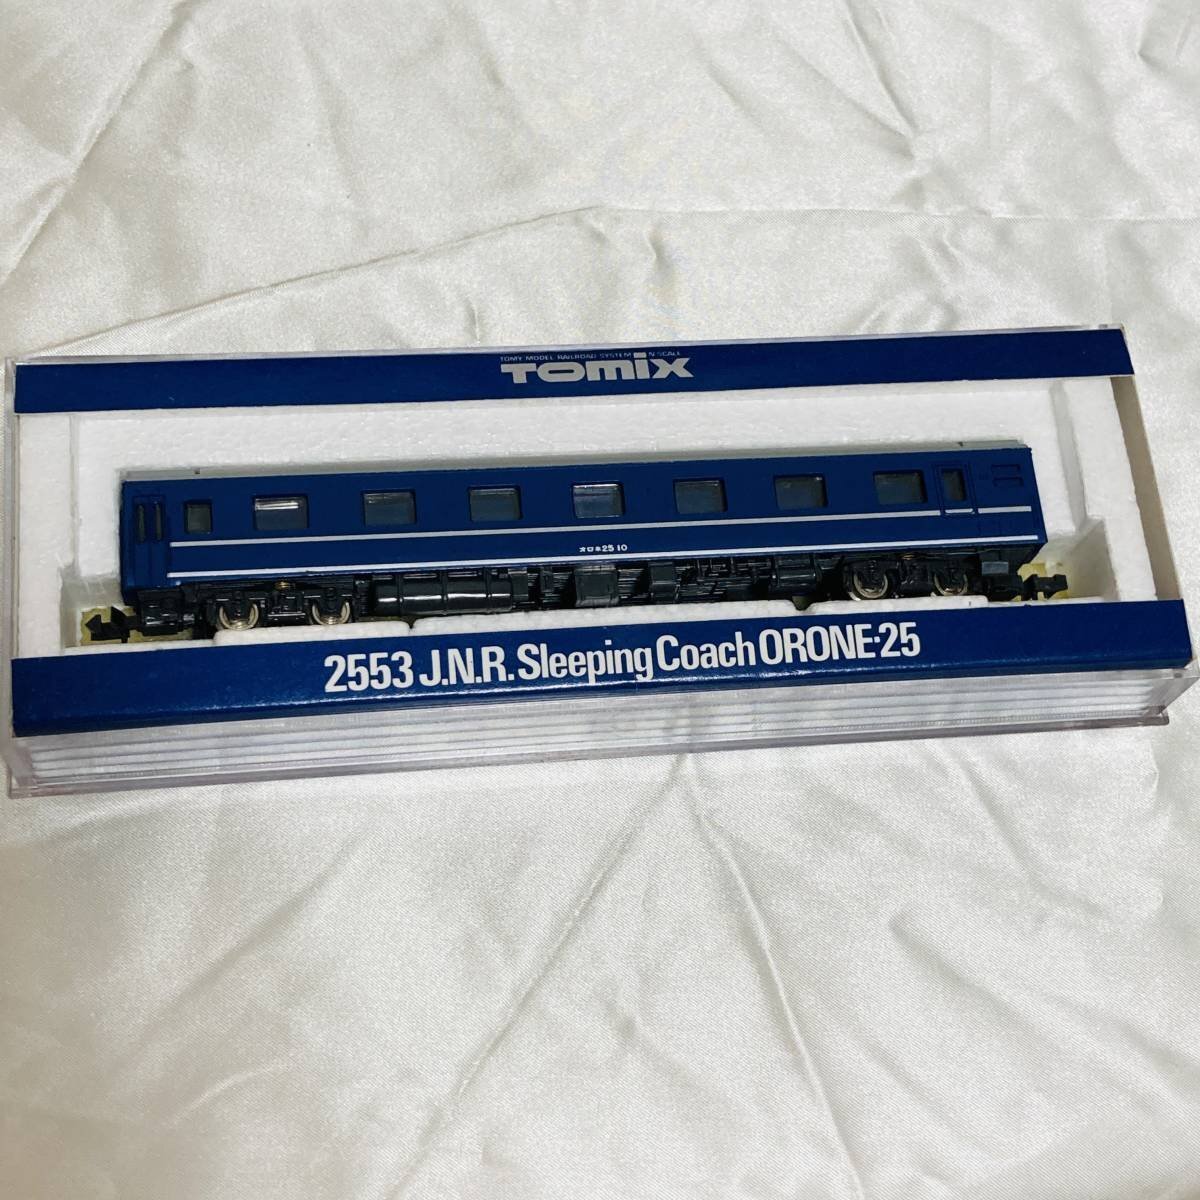 TOMY MODEL RAILROAD SYSTEM N SCALE
TOMIX
オロネ25 10
2553 J.N.R. Sleeping Coach ORONE·25